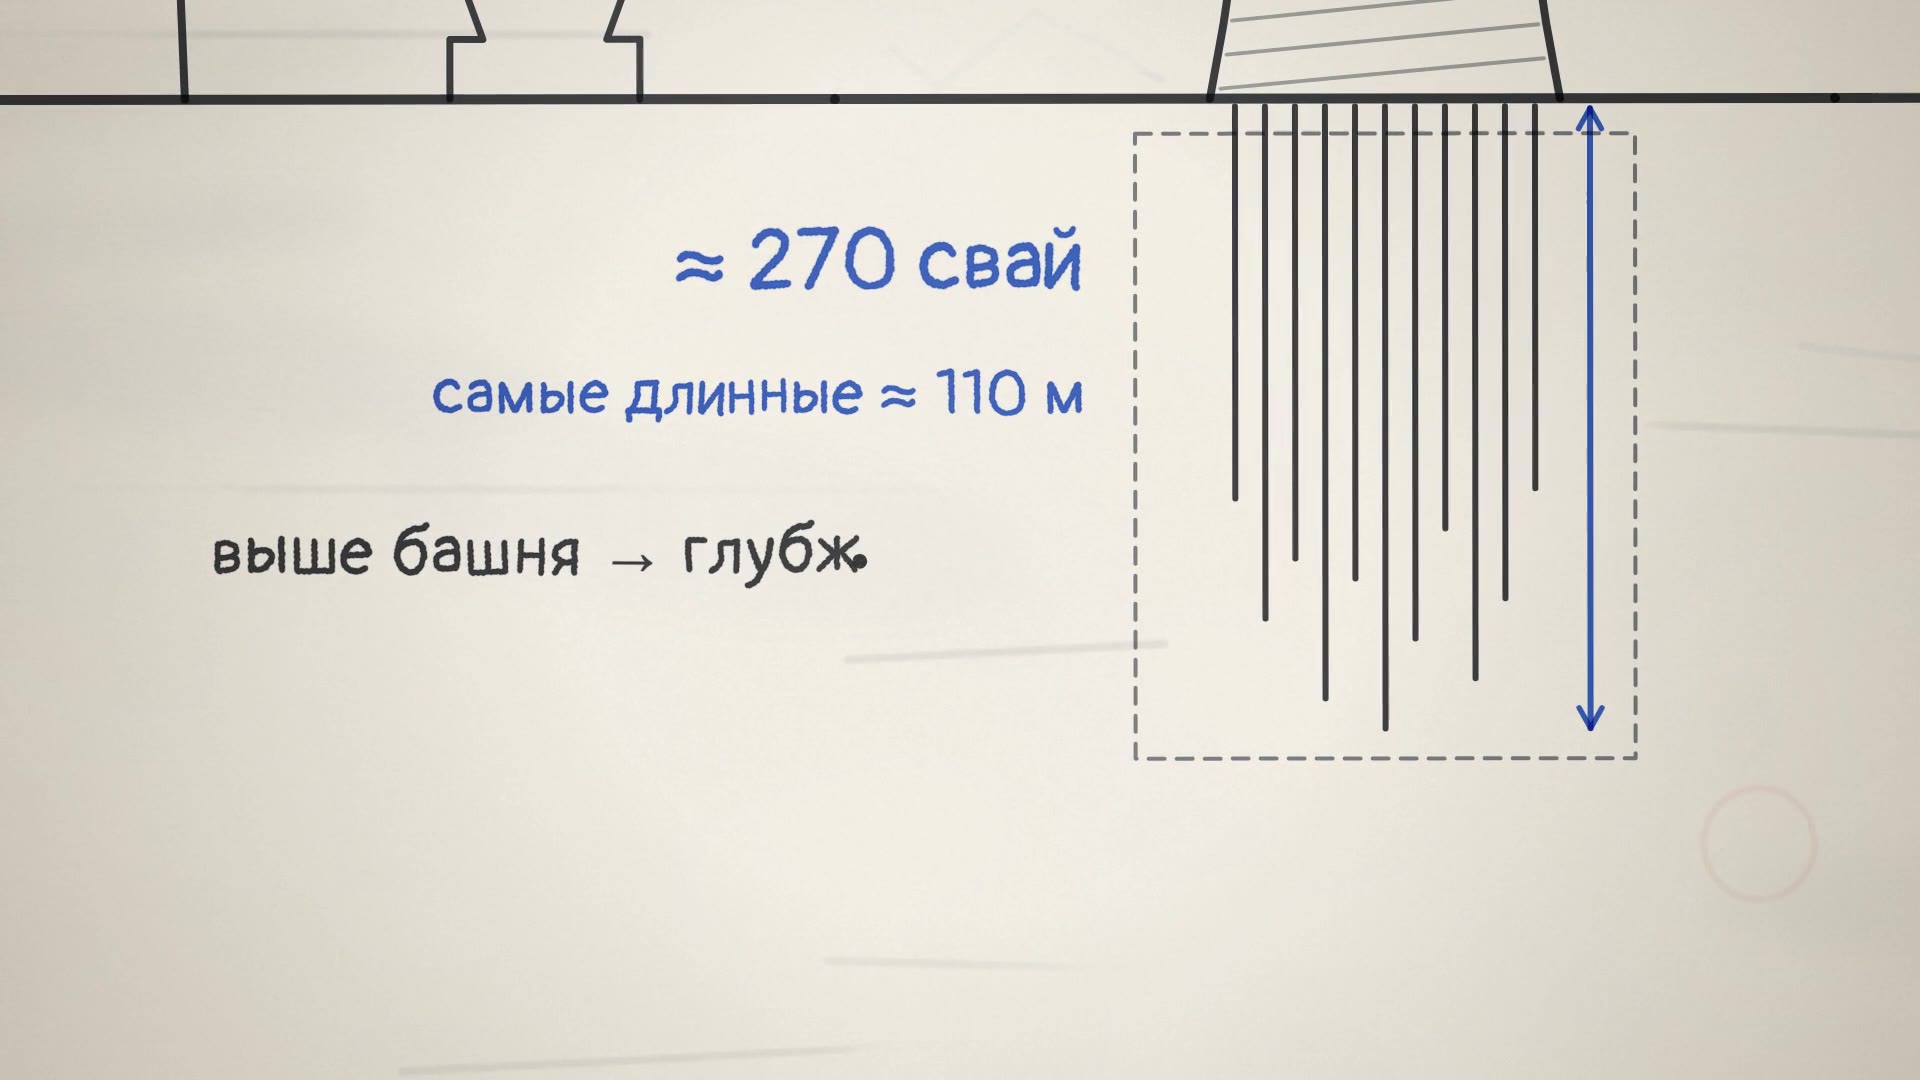 ≈ 270 свай
самые длинные ≈ 110 м
выше башня → глубж